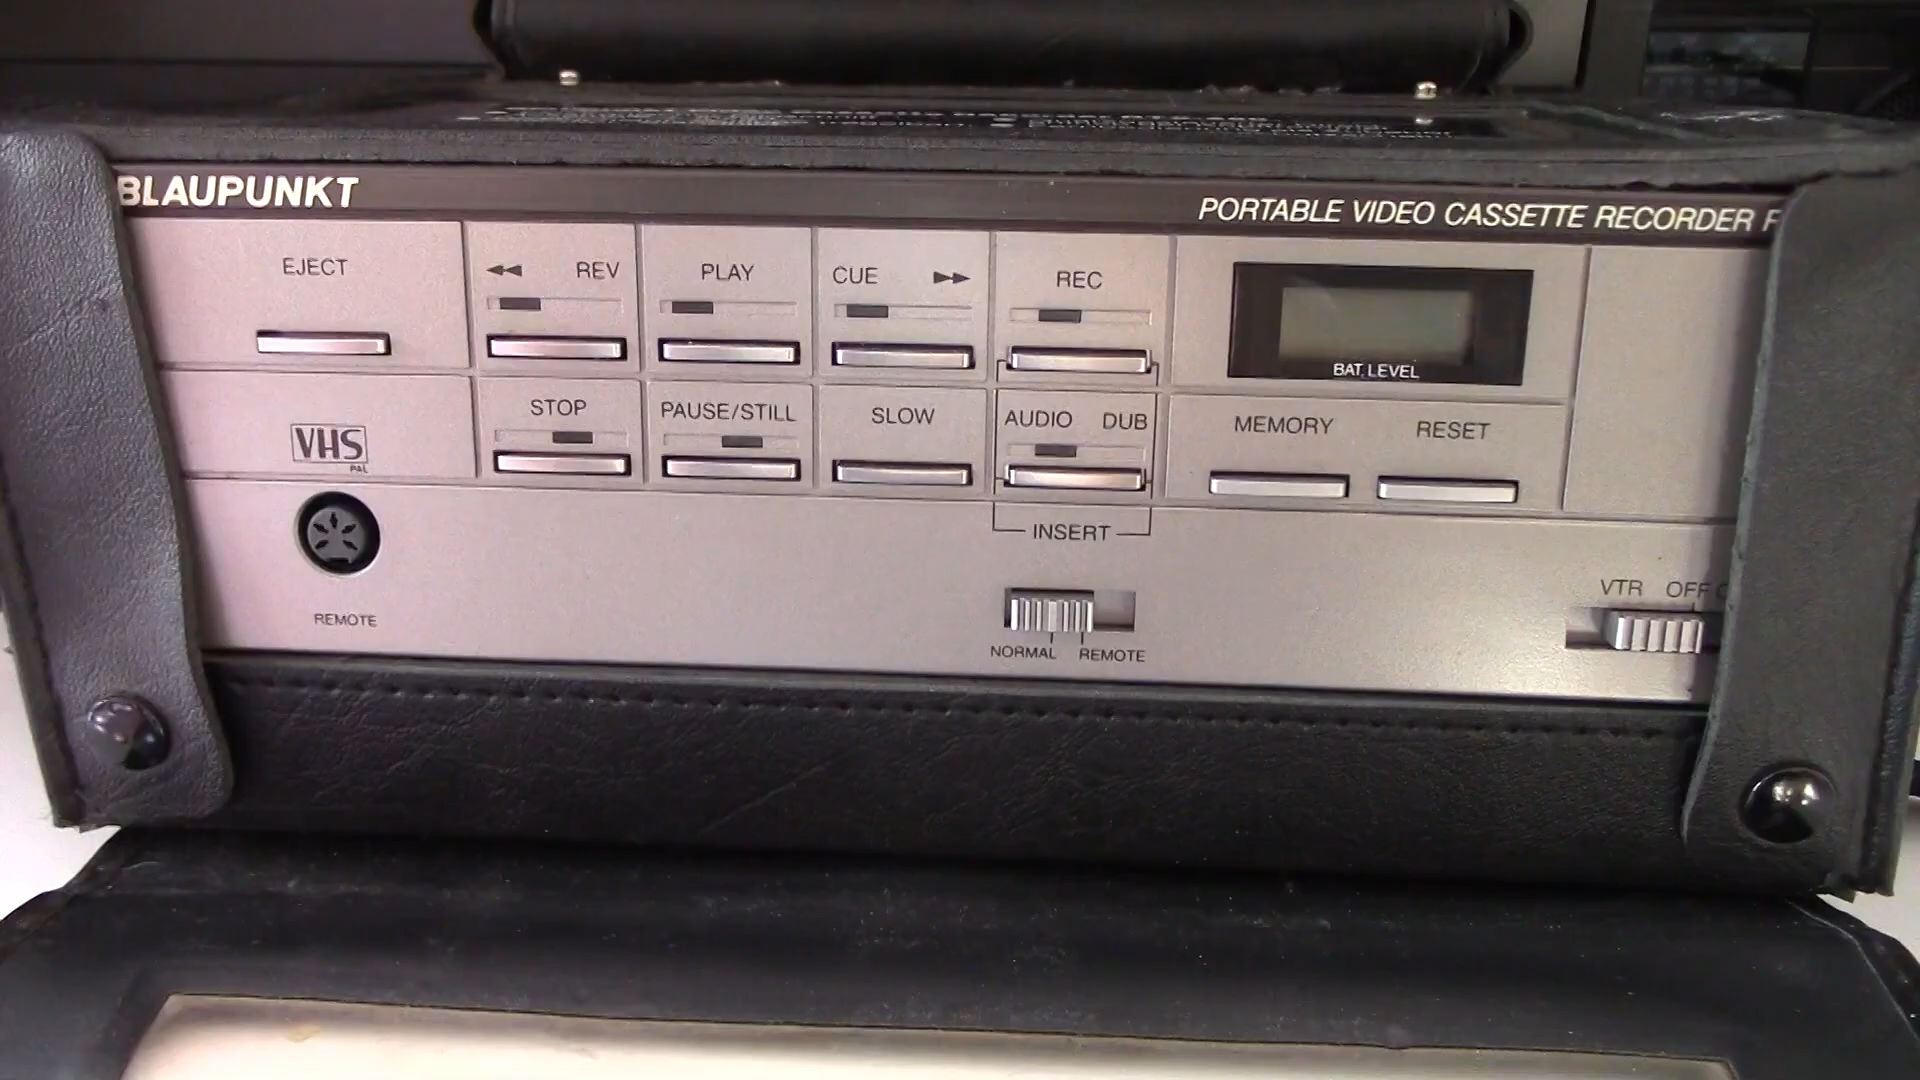 BLAUPUNKT
PORTABLE VIDEO CASSETTE RECORDER
EJECT
REV
PLAY
CUE
REC
BAT. LEVEL
VHS
PAL
STOP
PAUSE/STILL
SLOW
AUDIO DUB
MEMORY
RESET
INSERT
REMOTE
NORMAL REMOTE
VTR OFF